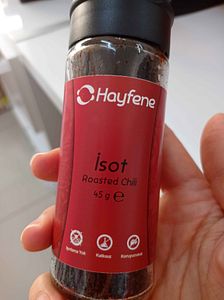 Hayfene
İsot
Roasted Chili
45 g ℮
Katkısız